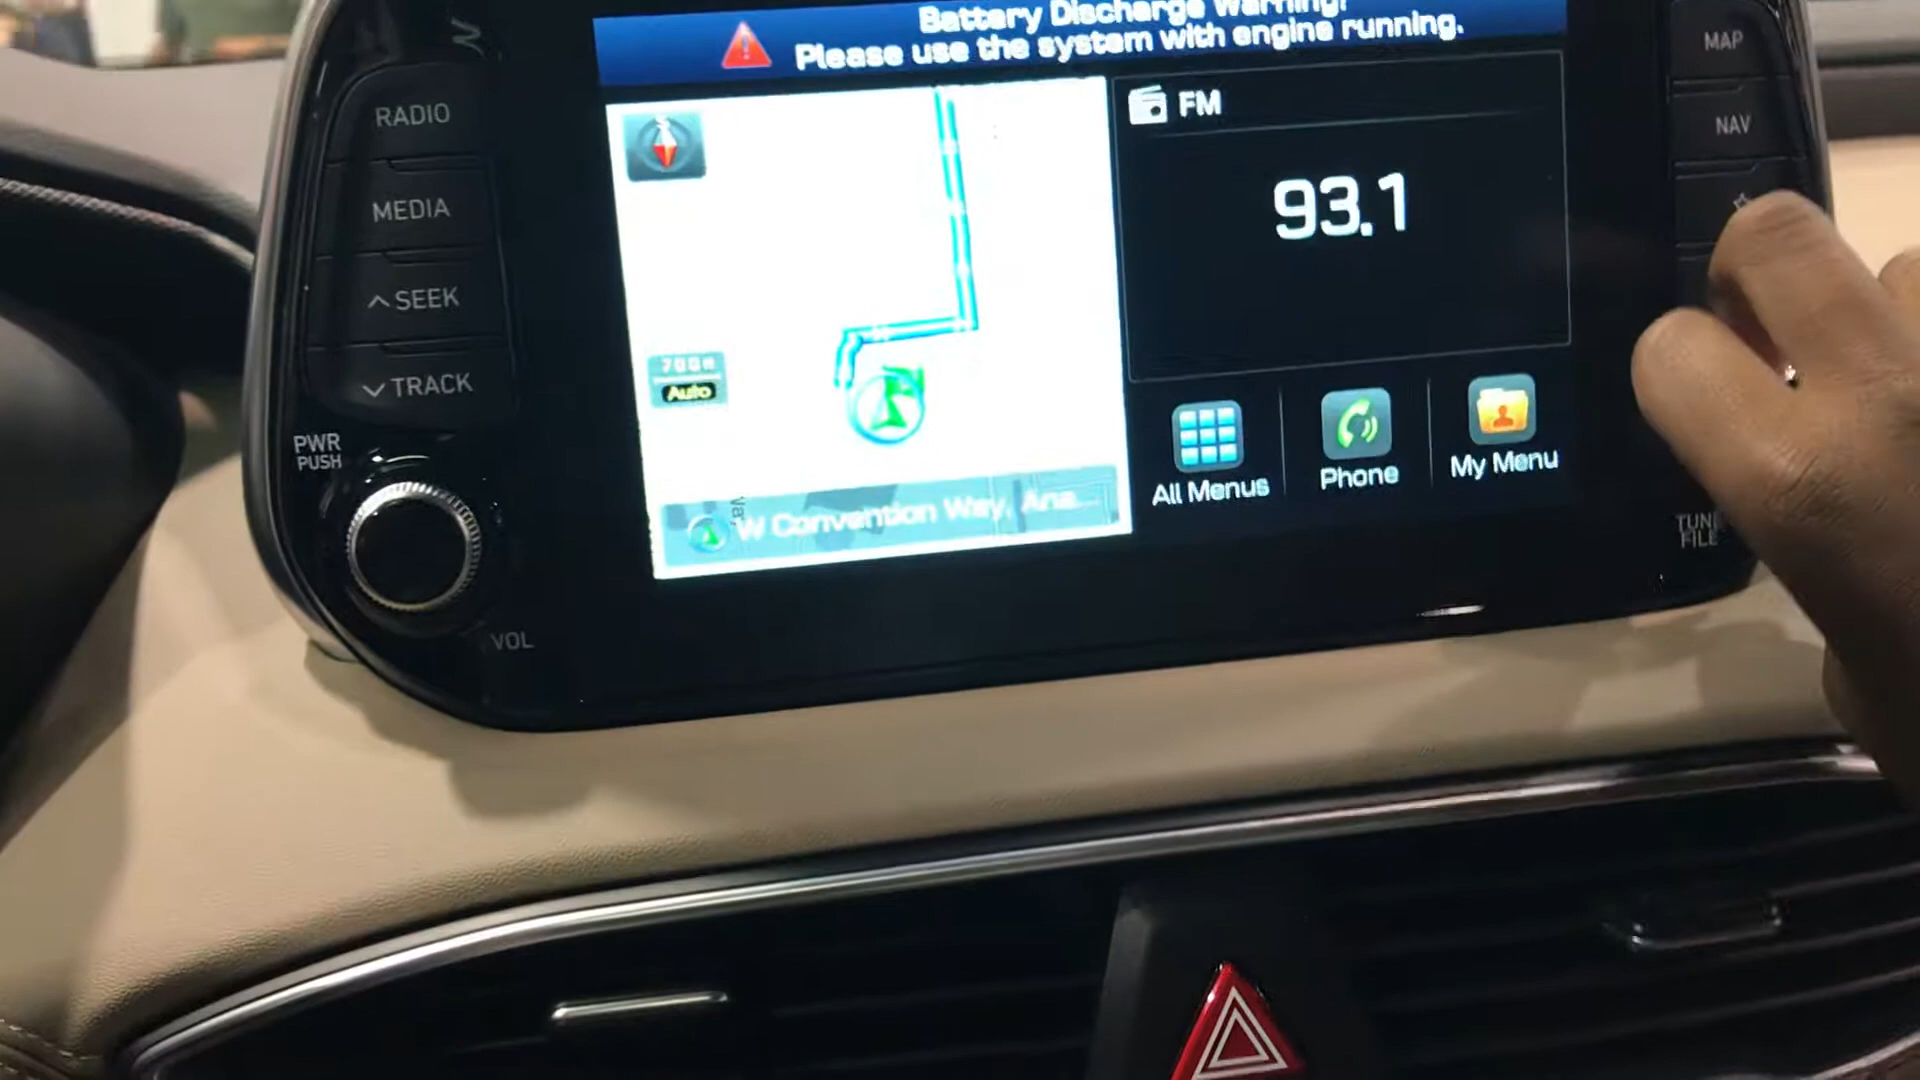 Battery Discharge Warning!
Please use the system with engine running.
RADIO
MEDIA
SEEK
TRACK
PWR
PUSH
VOL
700ft
Auto
W Convention Way, Ana...
FM
93.1
All Menus
Phone
My Menu
MAP
NAV
TUNE
FILE